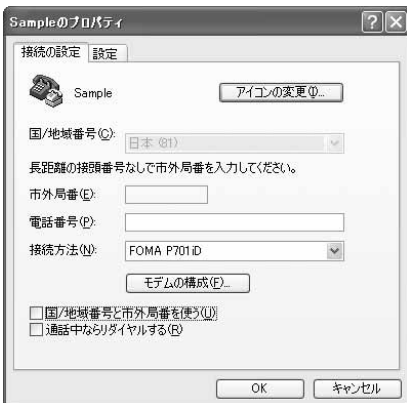 Sampleのプロパティ
接続の設定 設定
Sample アイコンの変更(I)...
国/地域番号(C): 日本 (81)
長距離の接頭番号なしで市外局番を入力してください。
市外局番(E):
電話番号(P):
接続方法(N): FOMA P701iD
モデムの構成(F)...
国/地域番号と市外局番を使う(U)
通話中ならリダイヤルする(R)
OK キャンセル